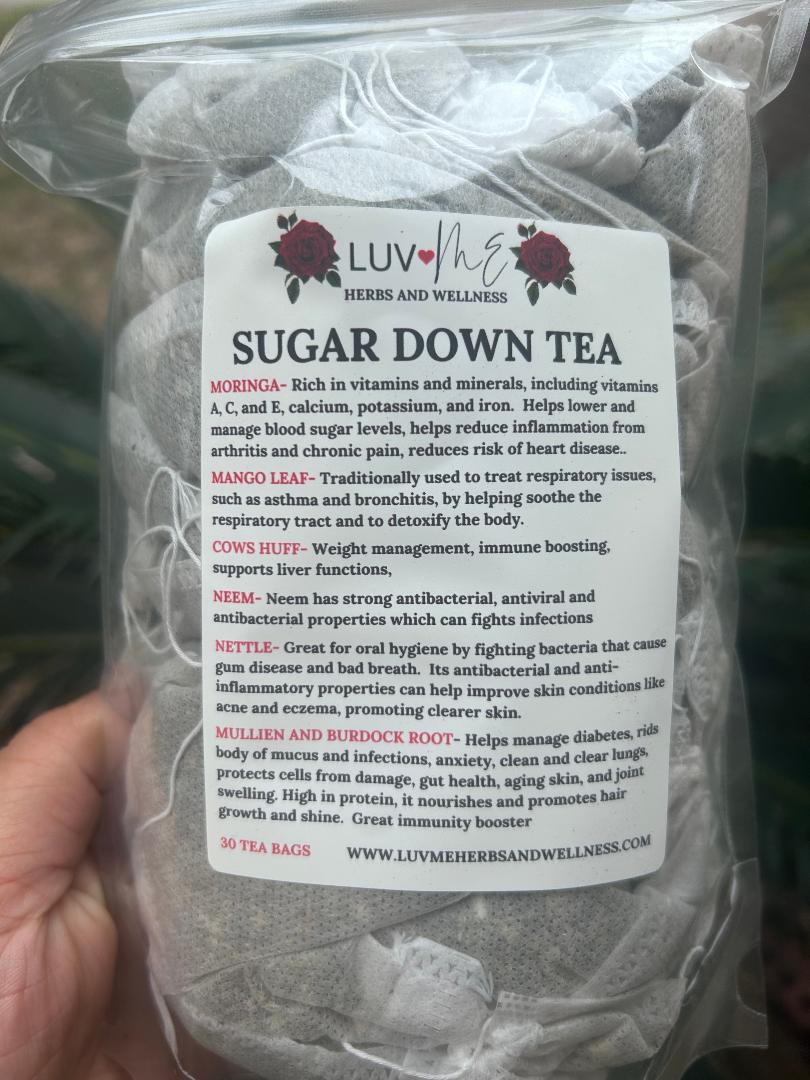 LUV ME
HERBS AND WELLNESS
SUGAR DOWN TEA
MORINGA- Rich in vitamins and minerals, including vitamins
A, C, and E, calcium, potassium, and iron. Helps lower and
manage blood sugar levels, helps reduce inflammation from
arthritis and chronic pain, reduces risk of heart disease..
MANGO LEAF- Traditionally used to treat respiratory issues,
such as asthma and bronchitis, by helping soothe the
respiratory tract and to detoxify the body.
COWS HUFF- Weight management, immune boosting,
supports liver functions,
NEEM- Neem has strong antibacterial, antiviral and
antibacterial properties which can fights infections
NETTLE- Great for oral hygiene by fighting bacteria that cause
gum disease and bad breath. Its antibacterial and anti-
inflammatory properties can help improve skin conditions like
acne and eczema, promoting clearer skin.
MULLIEN AND BURDOCK ROOT- Helps manage diabetes, rids
body of mucus and infections, anxiety, clean and clear lungs,
protects cells from damage, gut health, aging skin, and joint
swelling. High in protein, it nourishes and promotes hair
growth and shine. Great immunity booster
30 TEA BAGS WWW.LUVMEHERBSANDWELLNESS.COM